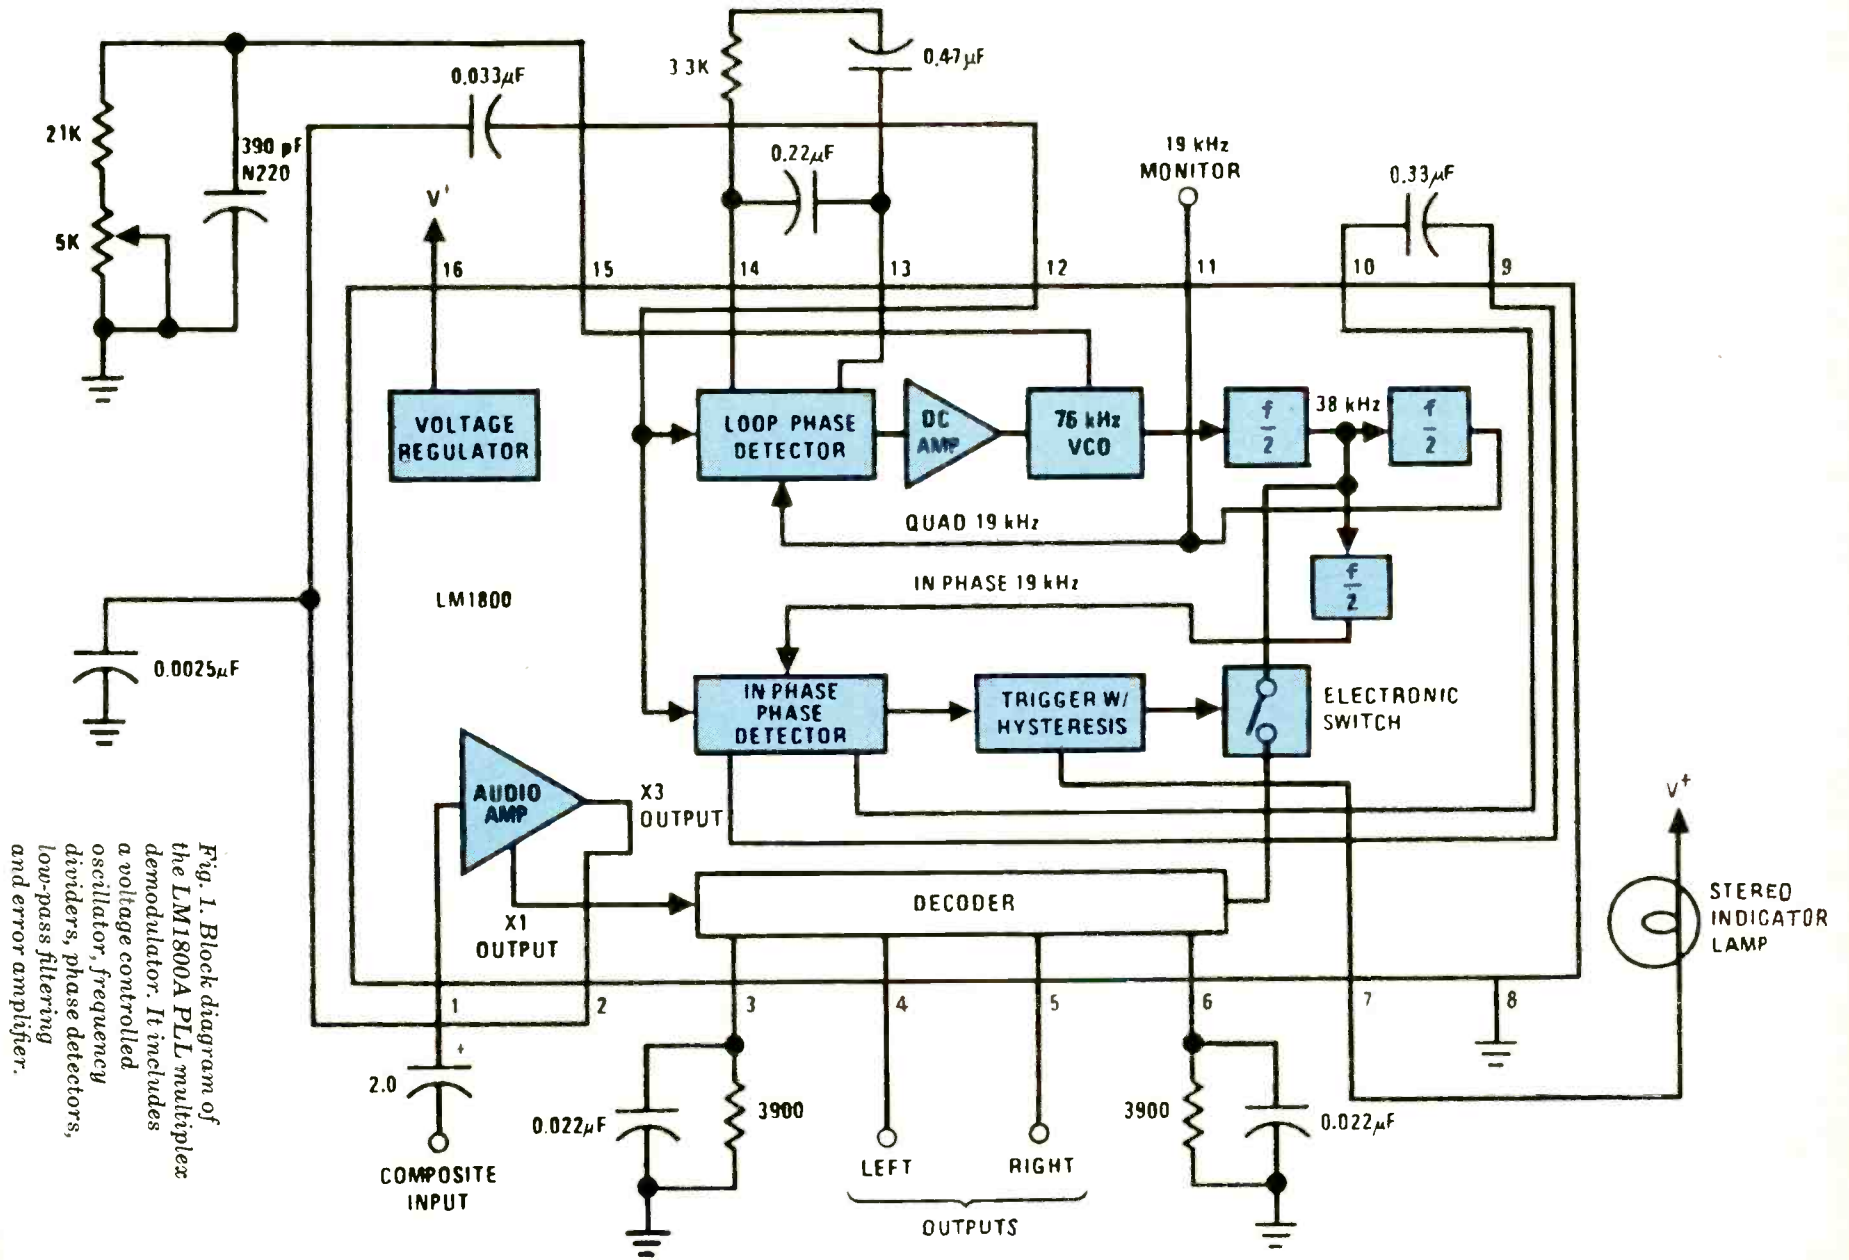 3.3K
0.47µF
0.033µF
21K
390 pF
N220
0.22µF
19 kHz
MONITOR
0.33µF
V+
5K
16
15
14
13
12
11
10
9
VOLTAGE
REGULATOR
LOOP PHASE
DETECTOR
DC
AMP
76 kHz
VCO
f
2
38 kHz
f
2
QUAD 19 kHz
f
2
IN PHASE 19 kHz
LM1800
0.0025µF
IN PHASE
PHASE
DETECTOR
TRIGGER W/
HYSTERESIS
ELECTRONIC
SWITCH
AUDIO
AMP
X3
OUTPUT
V+
DECODER
X1
OUTPUT
STEREO
INDICATOR
LAMP
1
2
3
4
5
6
7
8
+
2.0
COMPOSITE
INPUT
0.022µF
3900
LEFT
RIGHT
OUTPUTS
3900
0.022µF
Fig. 1. Block diagram of
the LM1800A PLL multiplex
demodulator. It includes
a voltage controlled
oscillator, frequency
dividers, phase detectors,
low-pass filtering
and error amplifier.